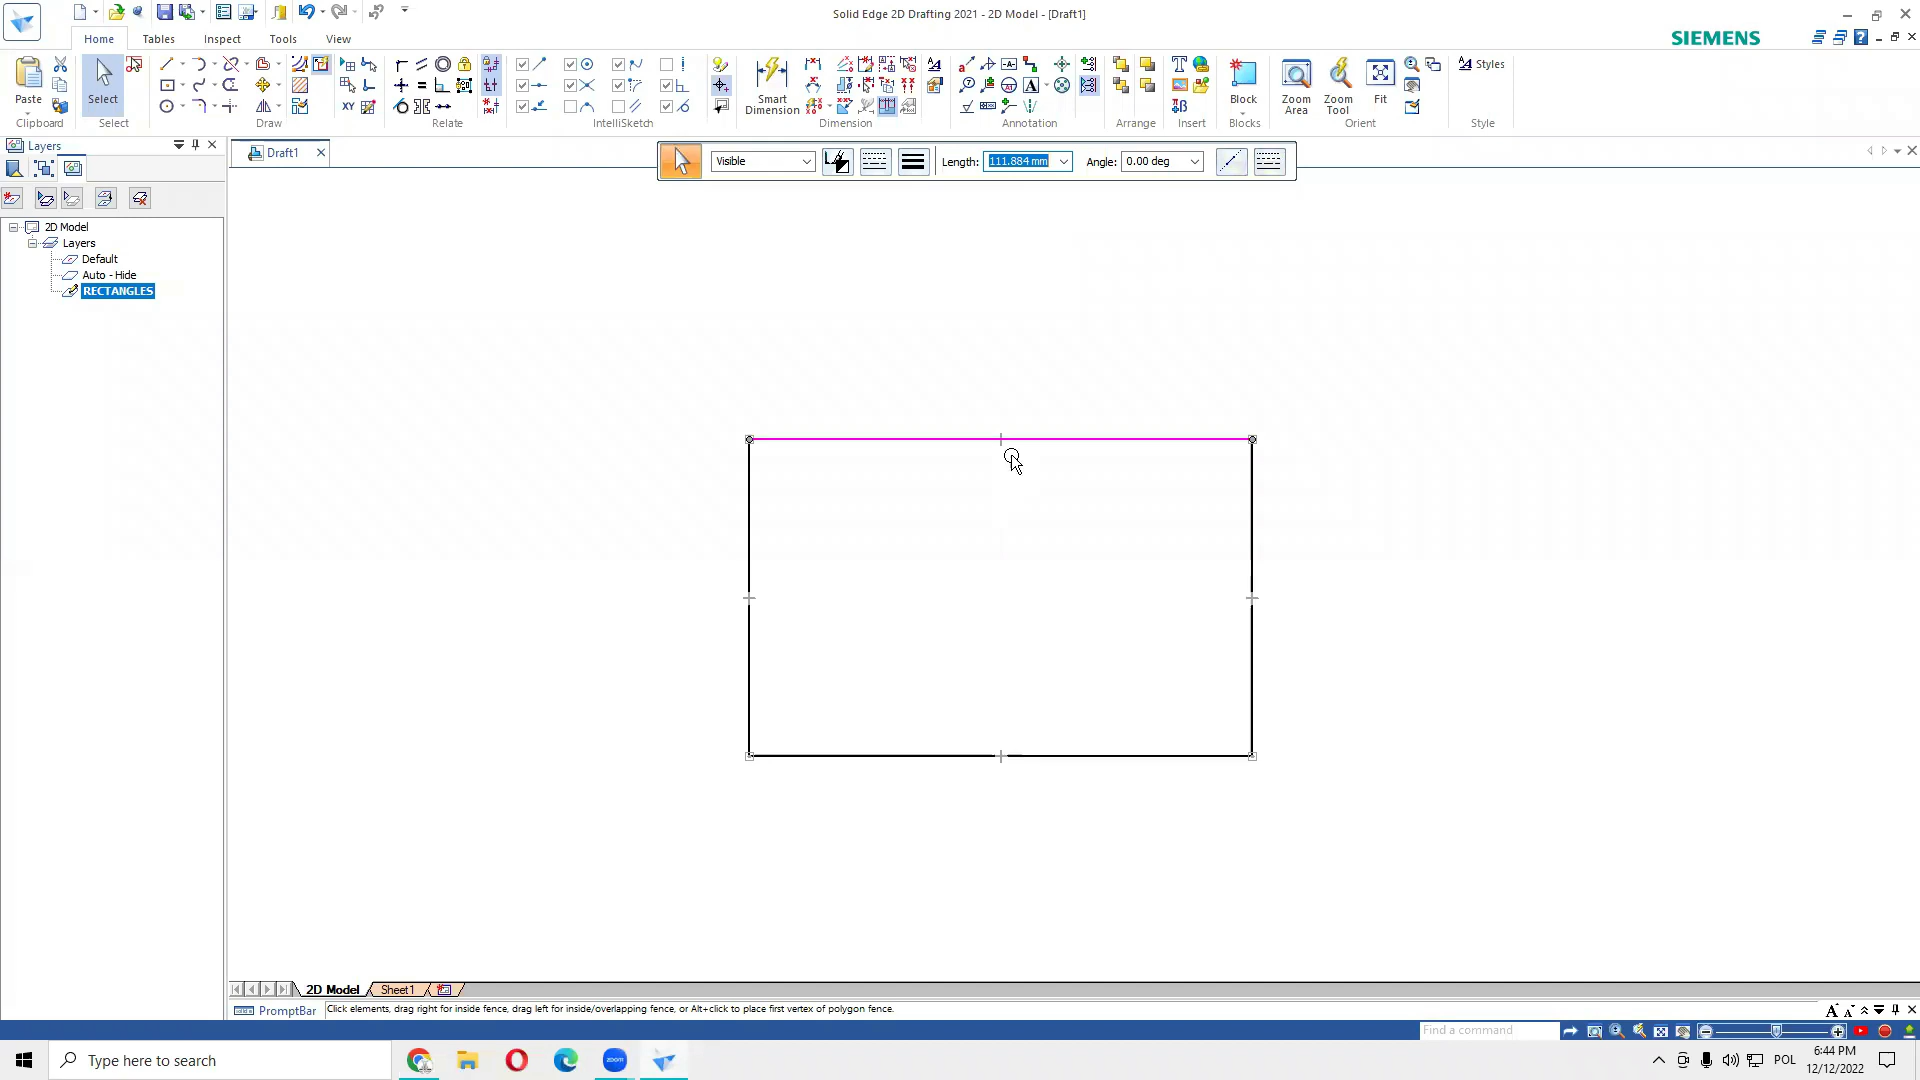 Solid Edge 2D Drafting 2021 - 2D Model - [Draft1]
Home Tables Inspect Tools View
SIEMENS
Paste Select Smart Dimension Block Zoom Area Zoom Tool Fit Styles
XY
Clipboard Select Draw Relate IntelliSketch Dimension Annotation Arrange Insert Blocks Orient Style
Layers
Draft1
Visible Length: 111.884 mm Angle: 0.00 deg
2D Model
Layers
Default
Auto - Hide
RECTANGLES
2D Model Sheet1
PromptBar Click elements, drag right for inside fence, drag left for inside/overlapping fence, or Alt+click to place first vertex of polygon fence.
Find a command
Type here to search
zoom
POL
6:44 PM
12/12/2022